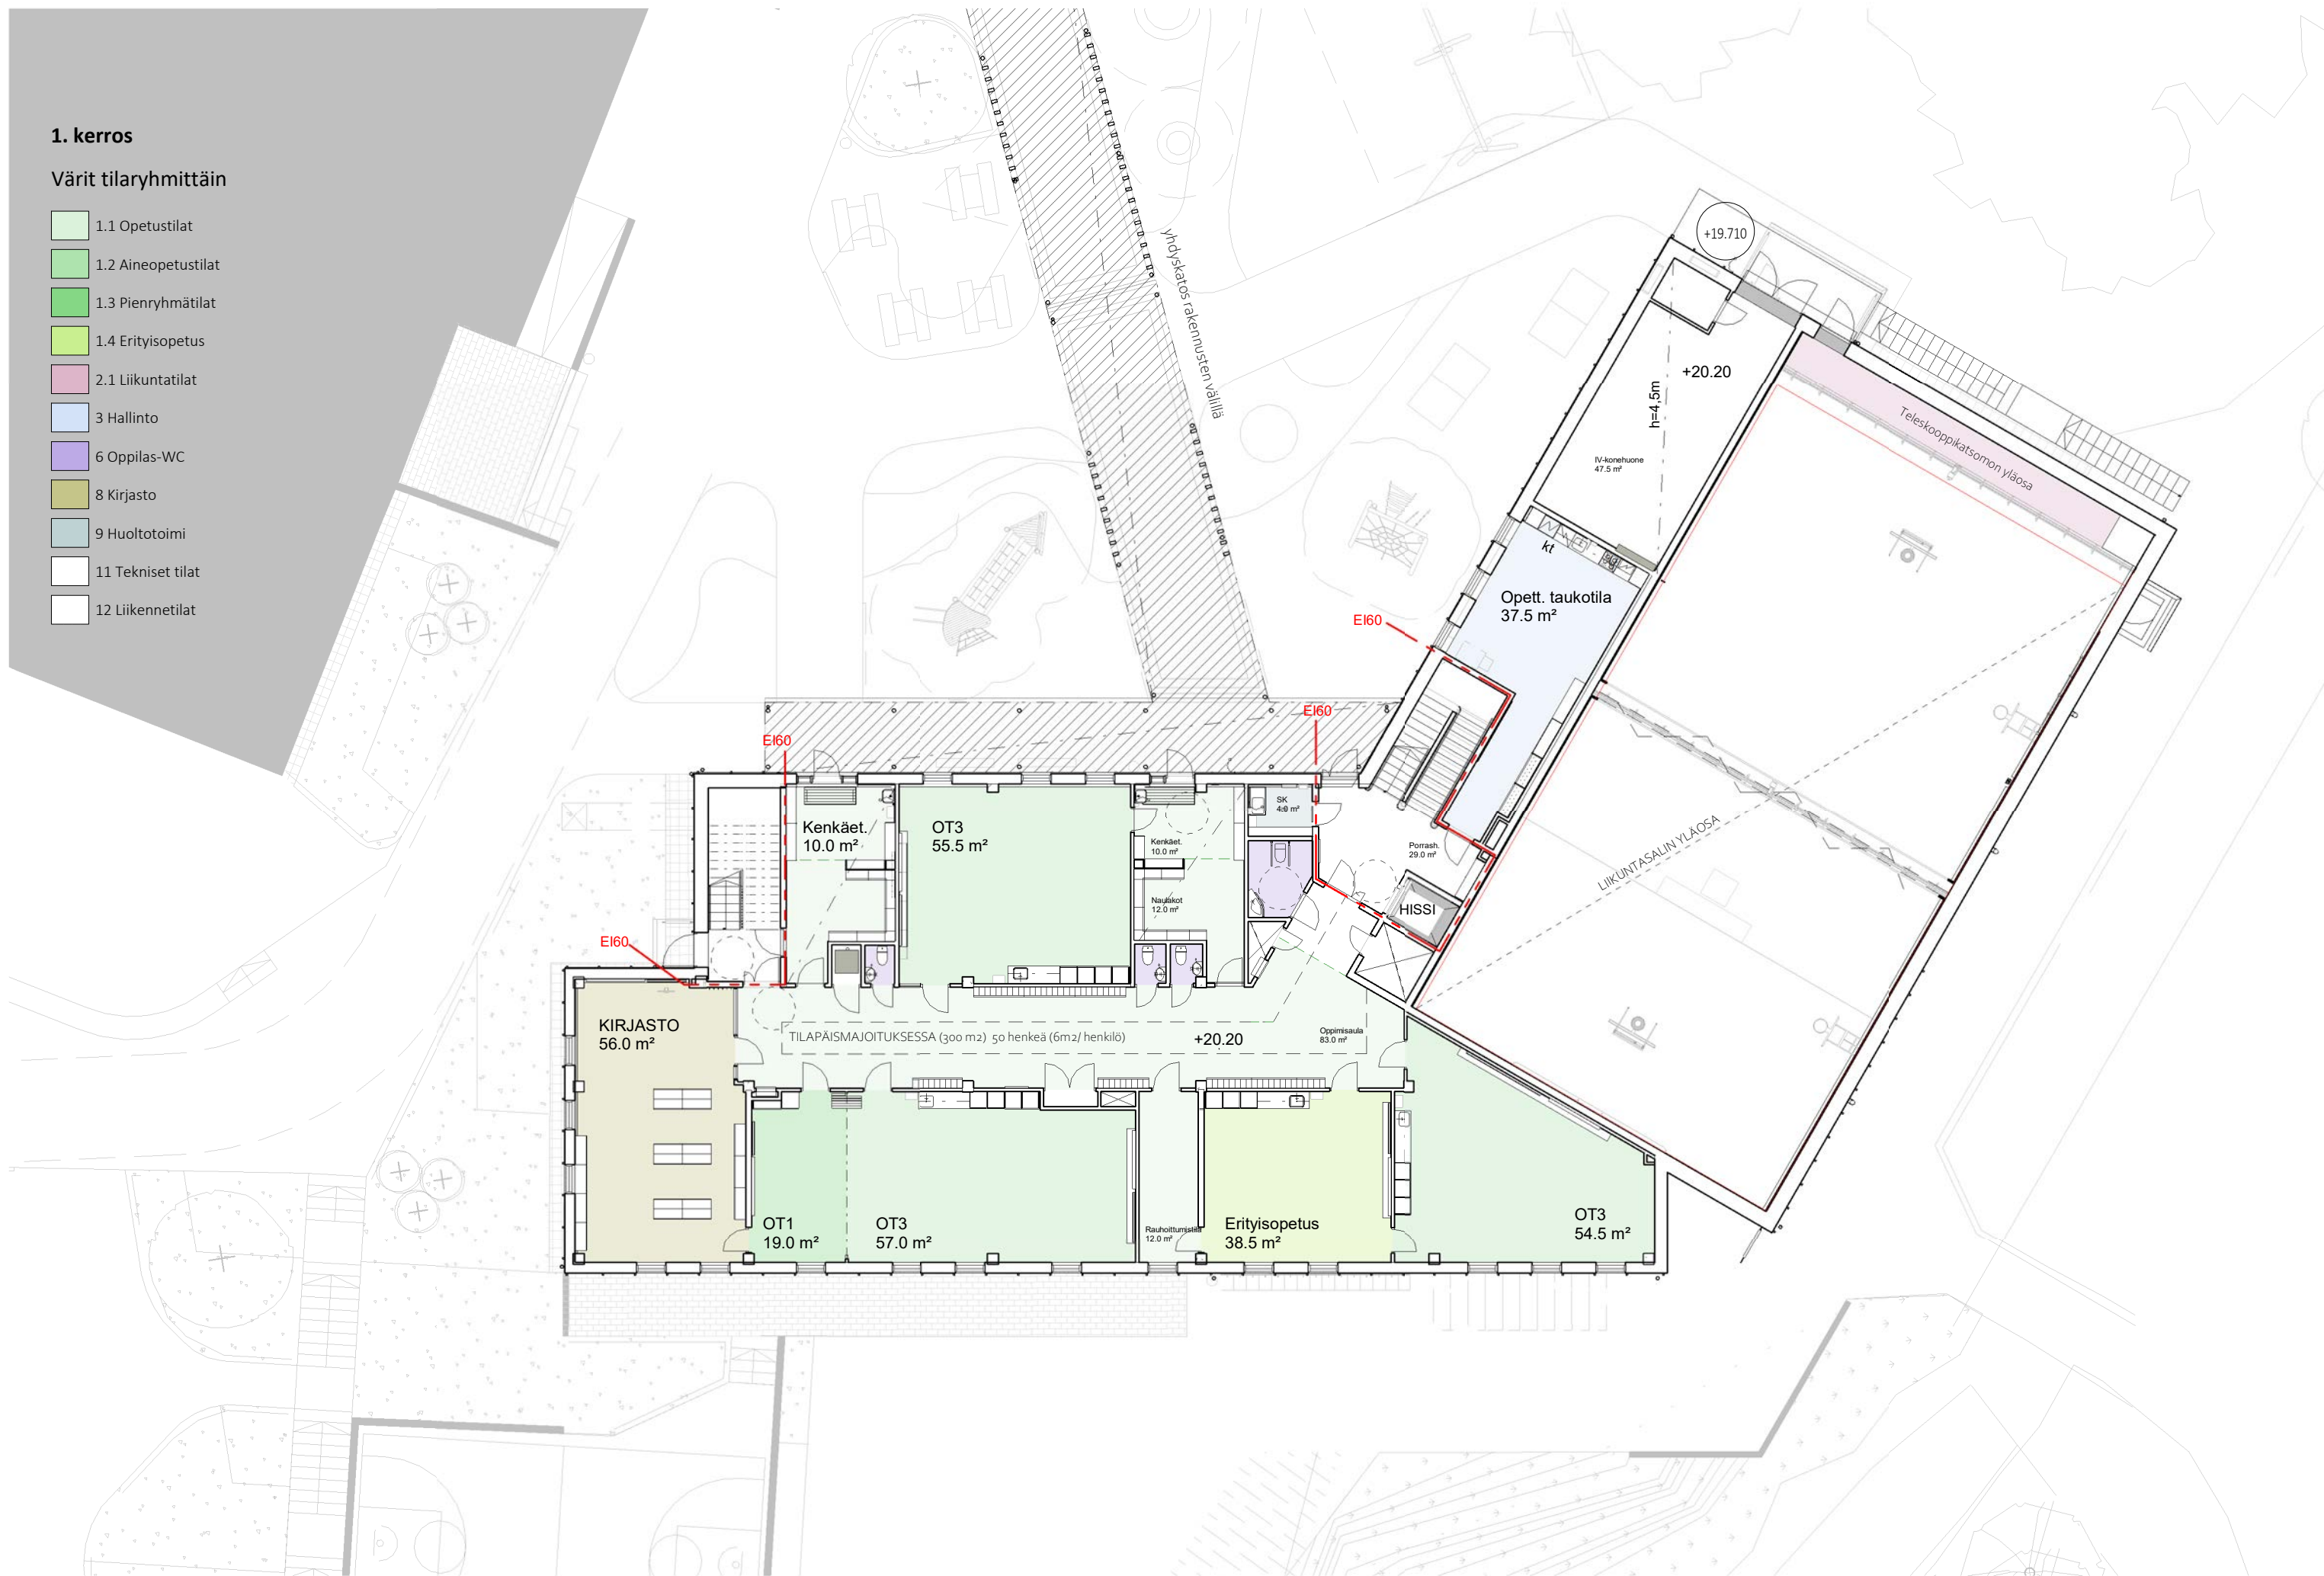 1. kerros
Värit tilaryhmittäin
1.1 Opetustilat
1.2 Aineopetustilat
1.3 Pienryhmätilat
1.4 Erityisopetus
2.1 Liikuntatilat
3 Hallinto
6 Oppilas-WC
8 Kirjasto
9 Huoltotoimi
11 Tekniset tilat
12 Liikennetilat
yhdyskatos rakennusten välillä
+19.710
+20.20
h=4,5m
IV-konehuone
47.5 m²
Teleskooppikatsomon yläosa
kt
Opett. taukotila
37.5 m²
EI60
EI60
EI60
EI60
Kenkäet.
10.0 m²
OT3
55.5 m²
Kenkäet.
10.0 m²
Naulakot
12.0 m²
SK
4.0 m²
Porrash.
29.0 m²
HISSI
LIIKUNTASALIN YLÄOSA
KIRJASTO
56.0 m²
TILAPÄISMAJOITUKSESSA (300 m2) 50 henkeä (6m2/ henkilö)
+20.20
Oppimisaula
83.0 m²
OT1
19.0 m²
OT3
57.0 m²
Rauhoittumistila
12.0 m²
Erityisopetus
38.5 m²
OT3
54.5 m²